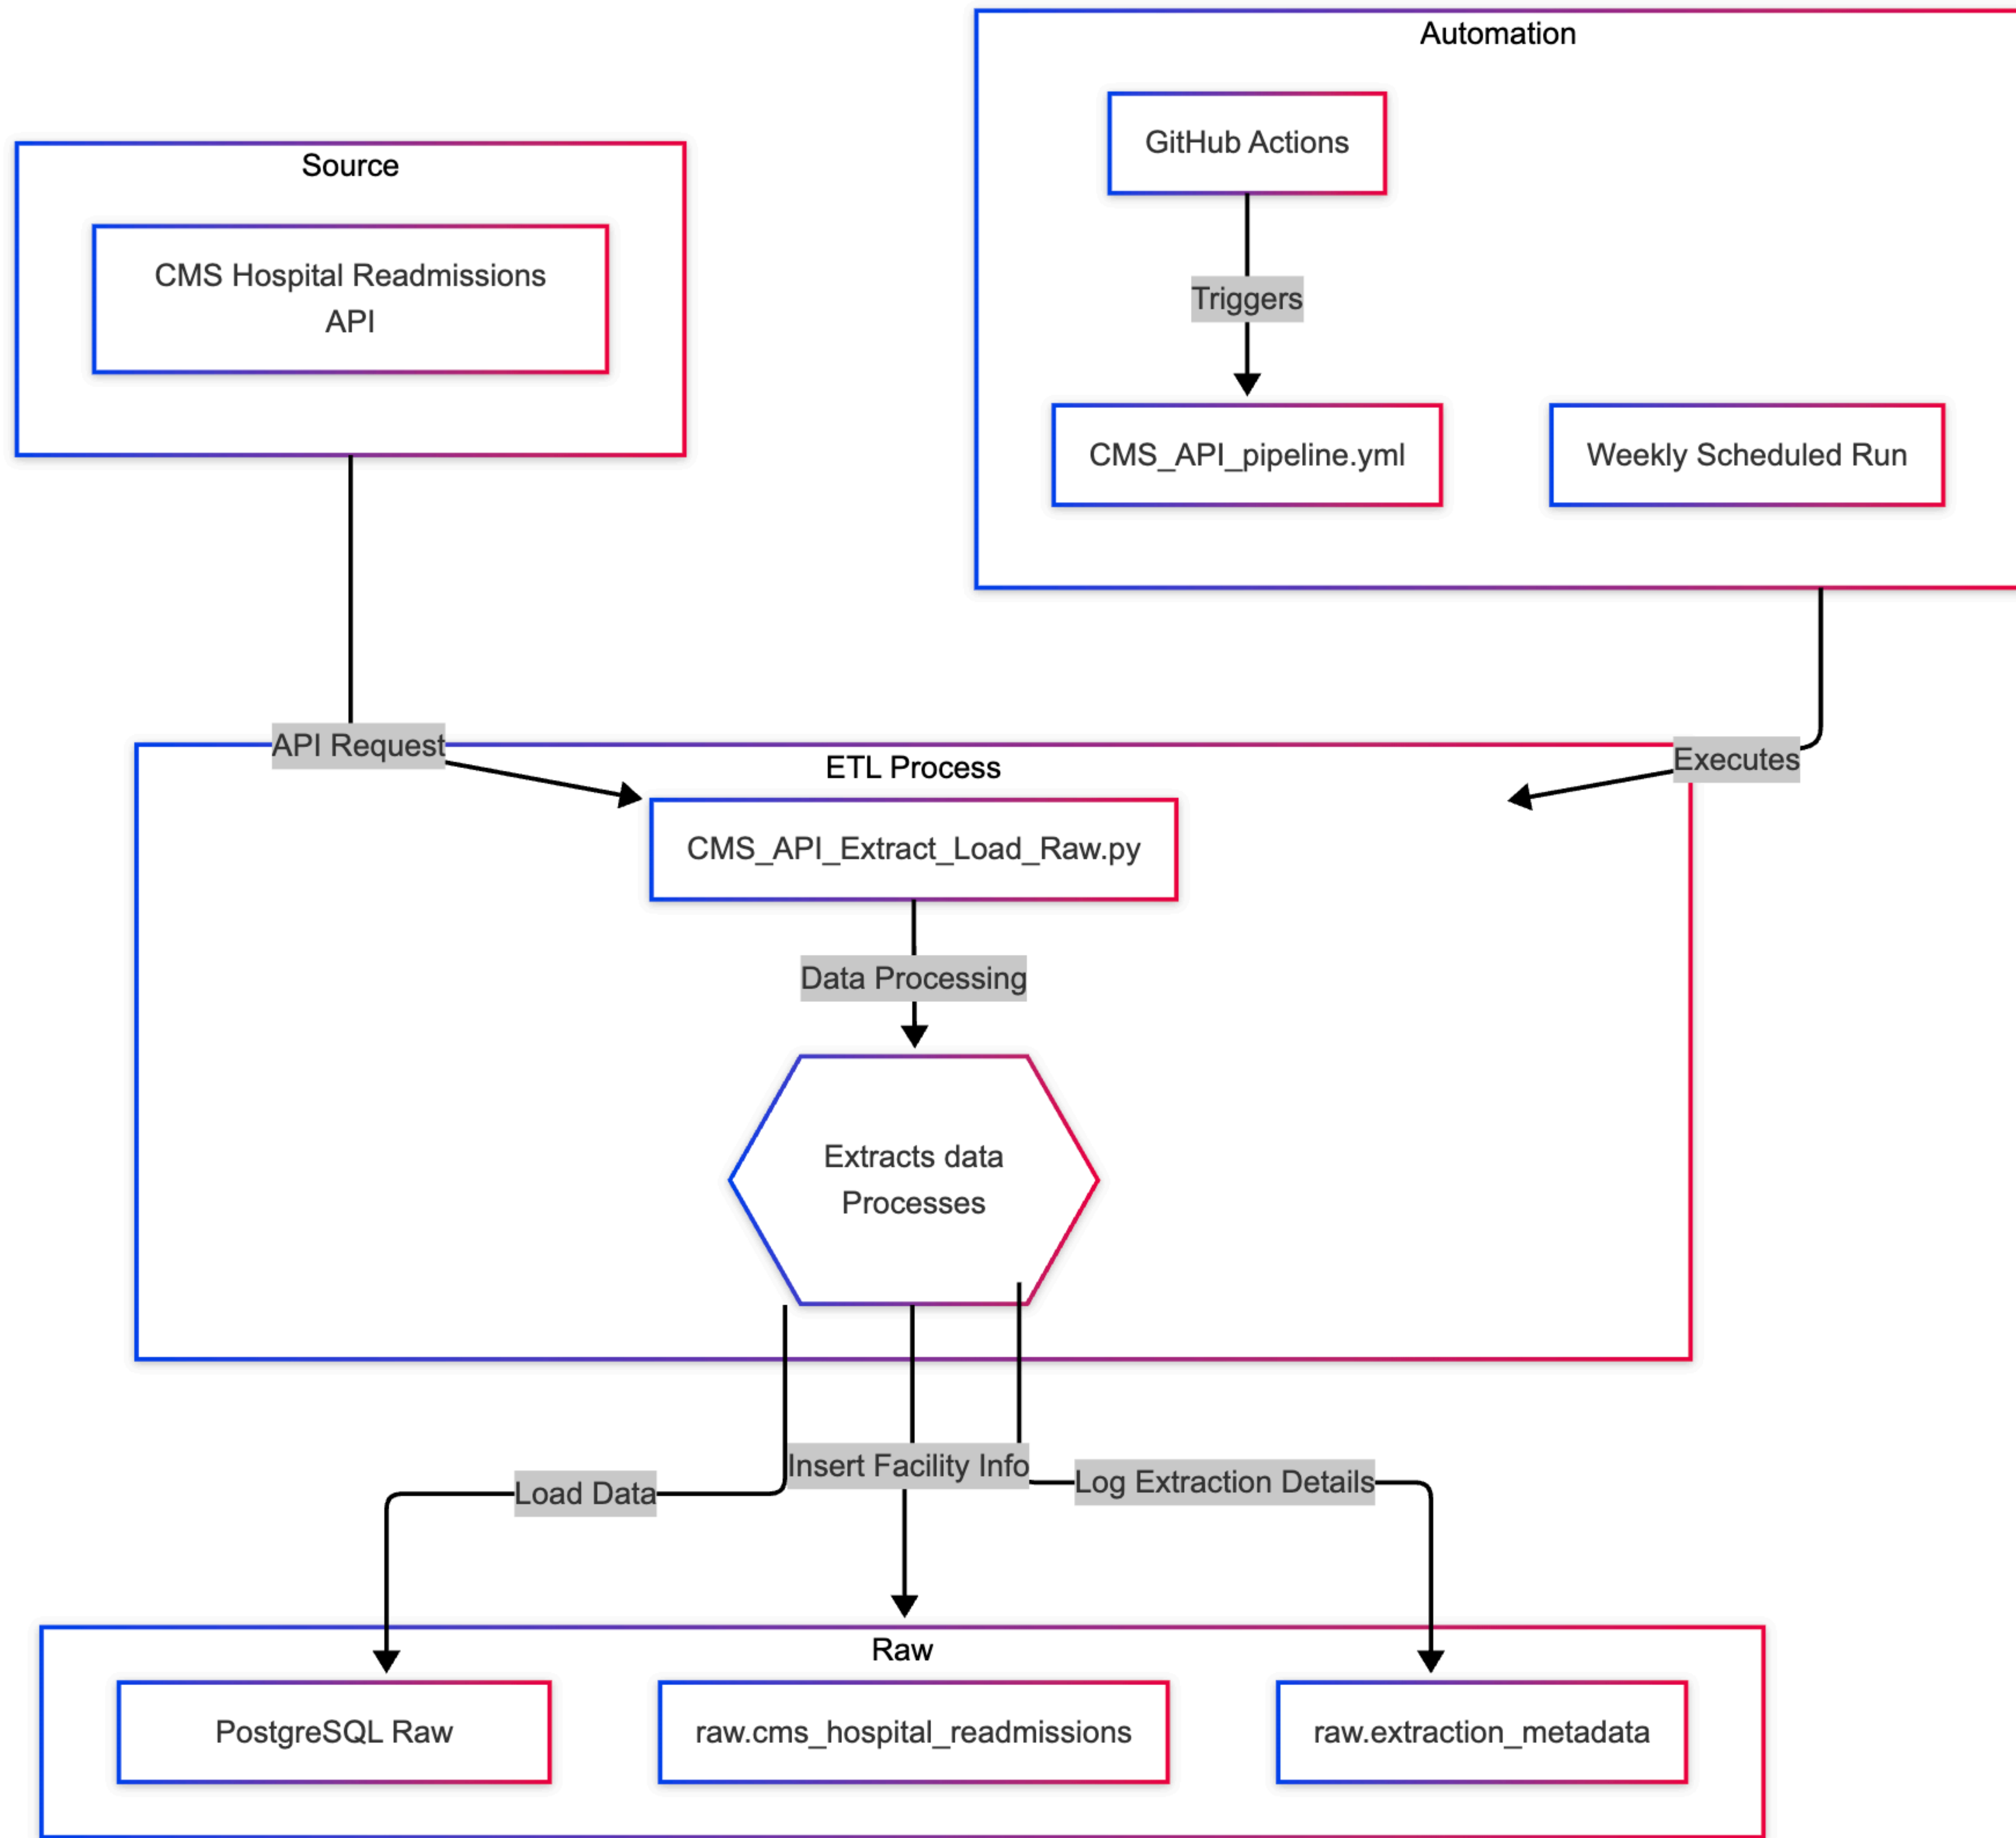 Automation
GitHub Actions
Source
CMS Hospital Readmissions
API
Triggers
CMS_API_pipeline.yml
Weekly Scheduled Run
API Request
Executes
ETL Process
CMS_API_Extract_Load_Raw.py
Data Processing
Extracts data
Processes
Insert Facility Info
Load Data
Log Extraction Details
Raw
PostgreSQL Raw
raw.cms_hospital_readmissions
raw.extraction_metadata